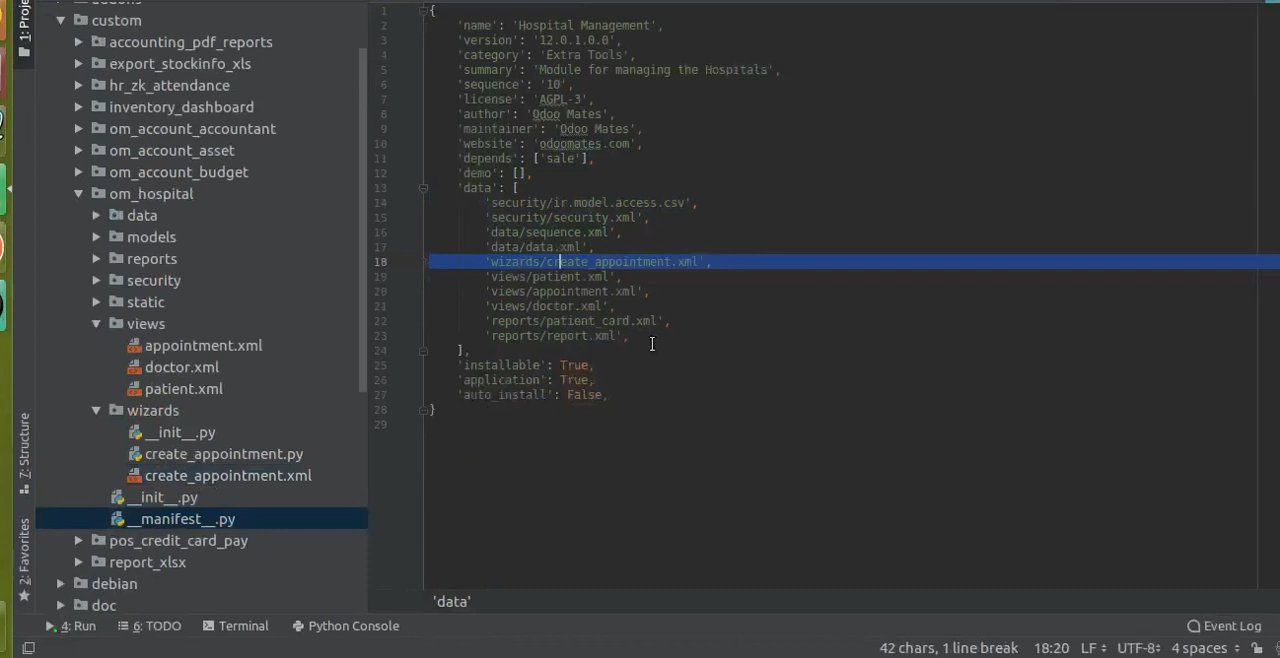 1: Proj
7: Structure
2: Favorites
custom
accounting_pdf_reports
export_stockinfo_xls
hr_zk_attendance
inventory_dashboard
om_account_accountant
om_account_asset
om_account_budget
om_hospital
data
models
reports
security
static
views
appointment.xml
doctor.xml
patient.xml
wizards
__init__.py
create_appointment.py
create_appointment.xml
__init__.py
__manifest__.py
pos_credit_card_pay
report_xlsx
debian
doc
1 {
2 'name': 'Hospital Management',
3 'version': '12.0.1.0.0',
4 'category': 'Extra Tools',
5 'summary': 'Module for managing the Hospitals',
6 'sequence': '10',
7 'license': 'AGPL-3',
8 'author': 'Odoo Mates',
9 'maintainer': 'Odoo Mates',
10 'website': 'odoomates.com',
11 'depends': ['sale'],
12 'demo': [],
13 'data': [
14 'security/ir.model.access.csv',
15 'security/security.xml',
16 'data/sequence.xml',
17 'data/data.xml',
18 'wizards/create_appointment.xml',
19 'views/patient.xml',
20 'views/appointment.xml',
21 'views/doctor.xml',
22 'reports/patient_card.xml',
23 'reports/report.xml',
24 ],
25 'installable': True,
26 'application': True,
27 'auto_install': False,
28 }
29
'data'
4: Run 6: TODO Terminal Python Console Event Log
42 chars, 1 line break 18:20 LF UTF-8 4 spaces